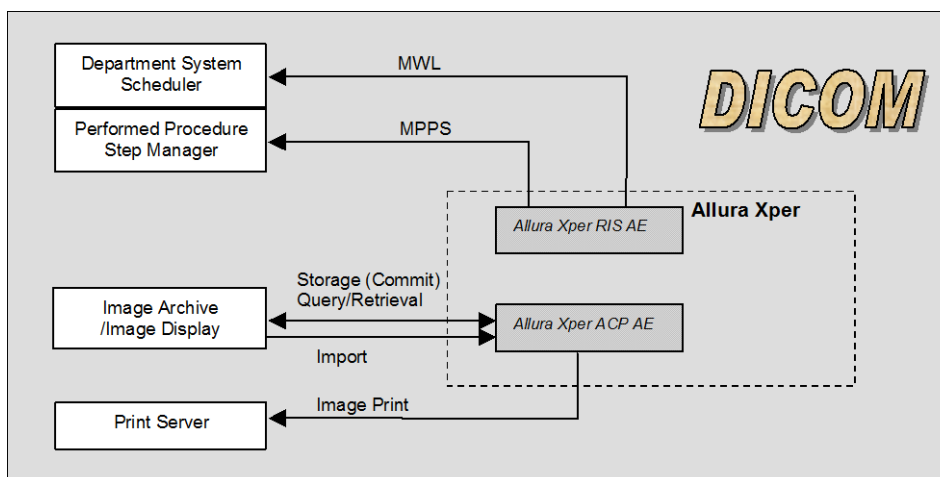 Department System
Scheduler
MWL
DICOM
Performed Procedure
Step Manager
MPPS
Allura Xper
Allura Xper RIS AE
Storage (Commit)
Query/Retrieval
Image Archive
/Image Display
Allura Xper ACP AE
Import
Image Print
Print Server